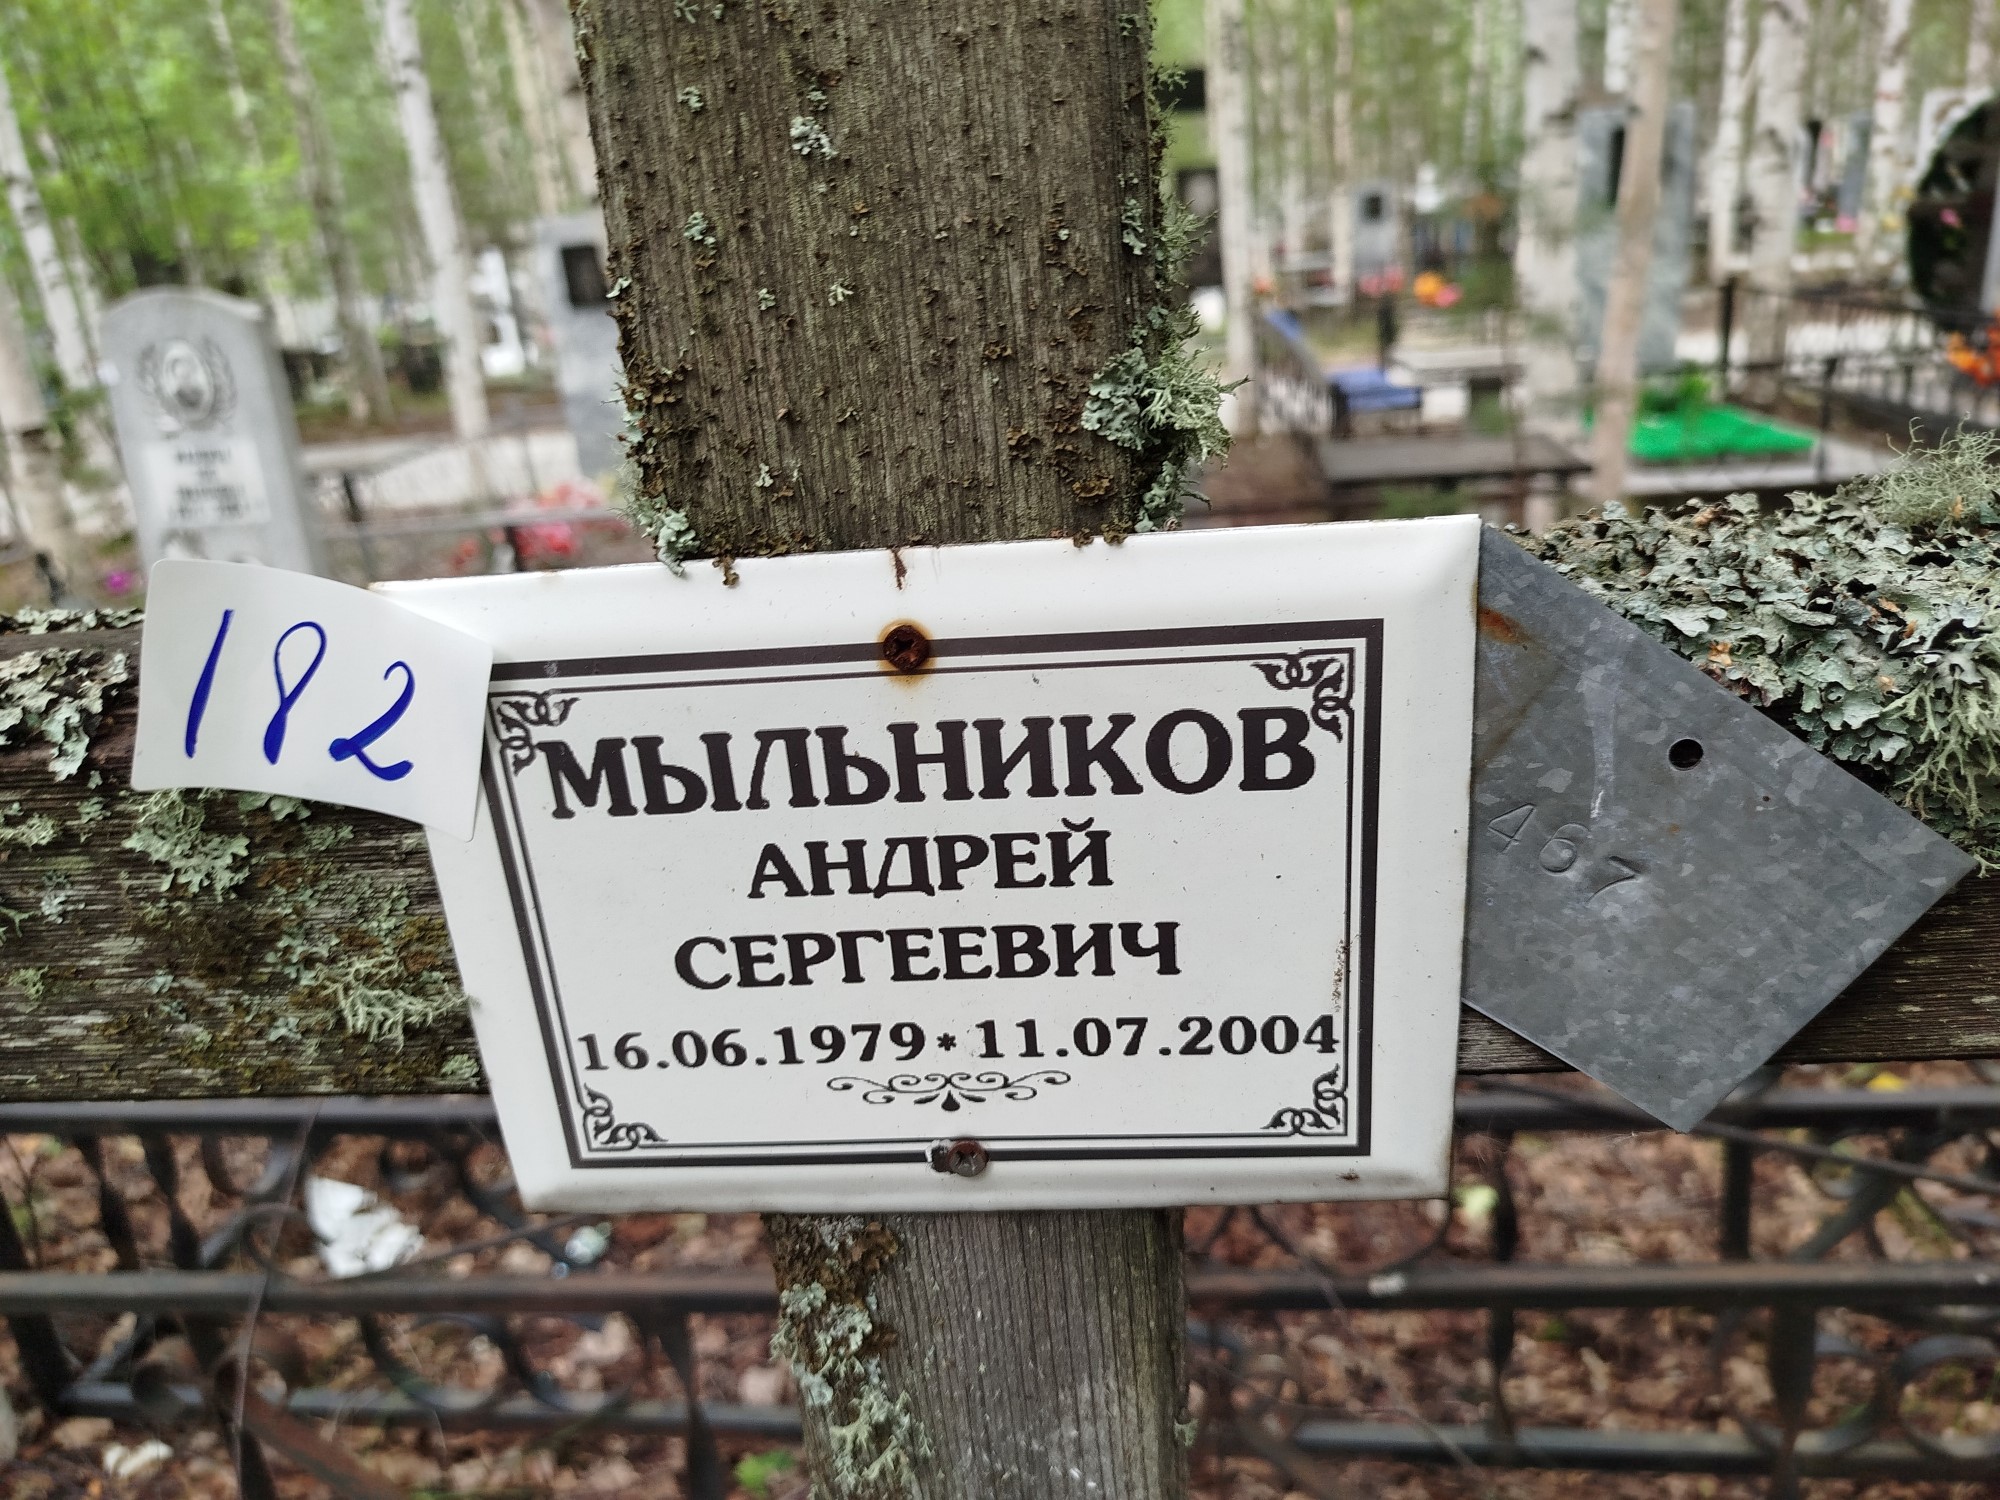 182
МЫЛЬНИКОВ
АНДРЕЙ
СЕРГЕЕВИЧ
16.06.1979*11.07.2004
467